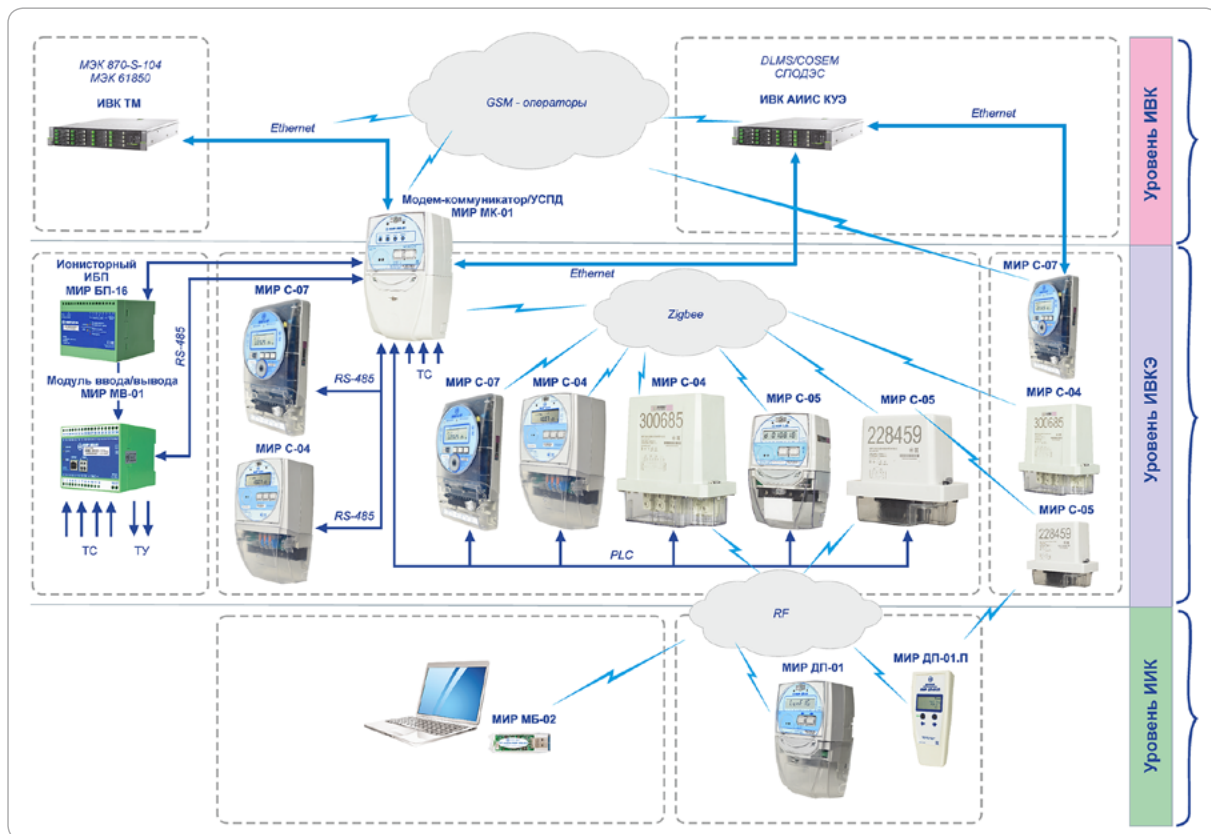 МЭК 870-S-104
МЭК 61850
ИВК ТМ
Ethernet
GSM - операторы
DLMS/COSEM
СПОДЭС
ИВК АИИС КУЭ
Ethernet
Уровень ИВК
Модем-коммуникатор/УСПД
МИР МК-01
Ионисторный
ИБП
МИР БП-16
RS-485
Модуль ввода/вывода
МИР МВ-01
ТС
ТУ
МИР С-07
RS-485
МИР С-04
RS-485
ТС
Ethernet
Zigbee
МИР С-07
МИР С-04
МИР С-04
300685
МИР С-05
МИР С-05
228459
PLC
МИР С-07
МИР С-04
300685
МИР С-05
228459
Уровень ИВКЭ
RF
МИР МБ-02
МИР ДП-01
МИР ДП-01.П
Уровень ИИК